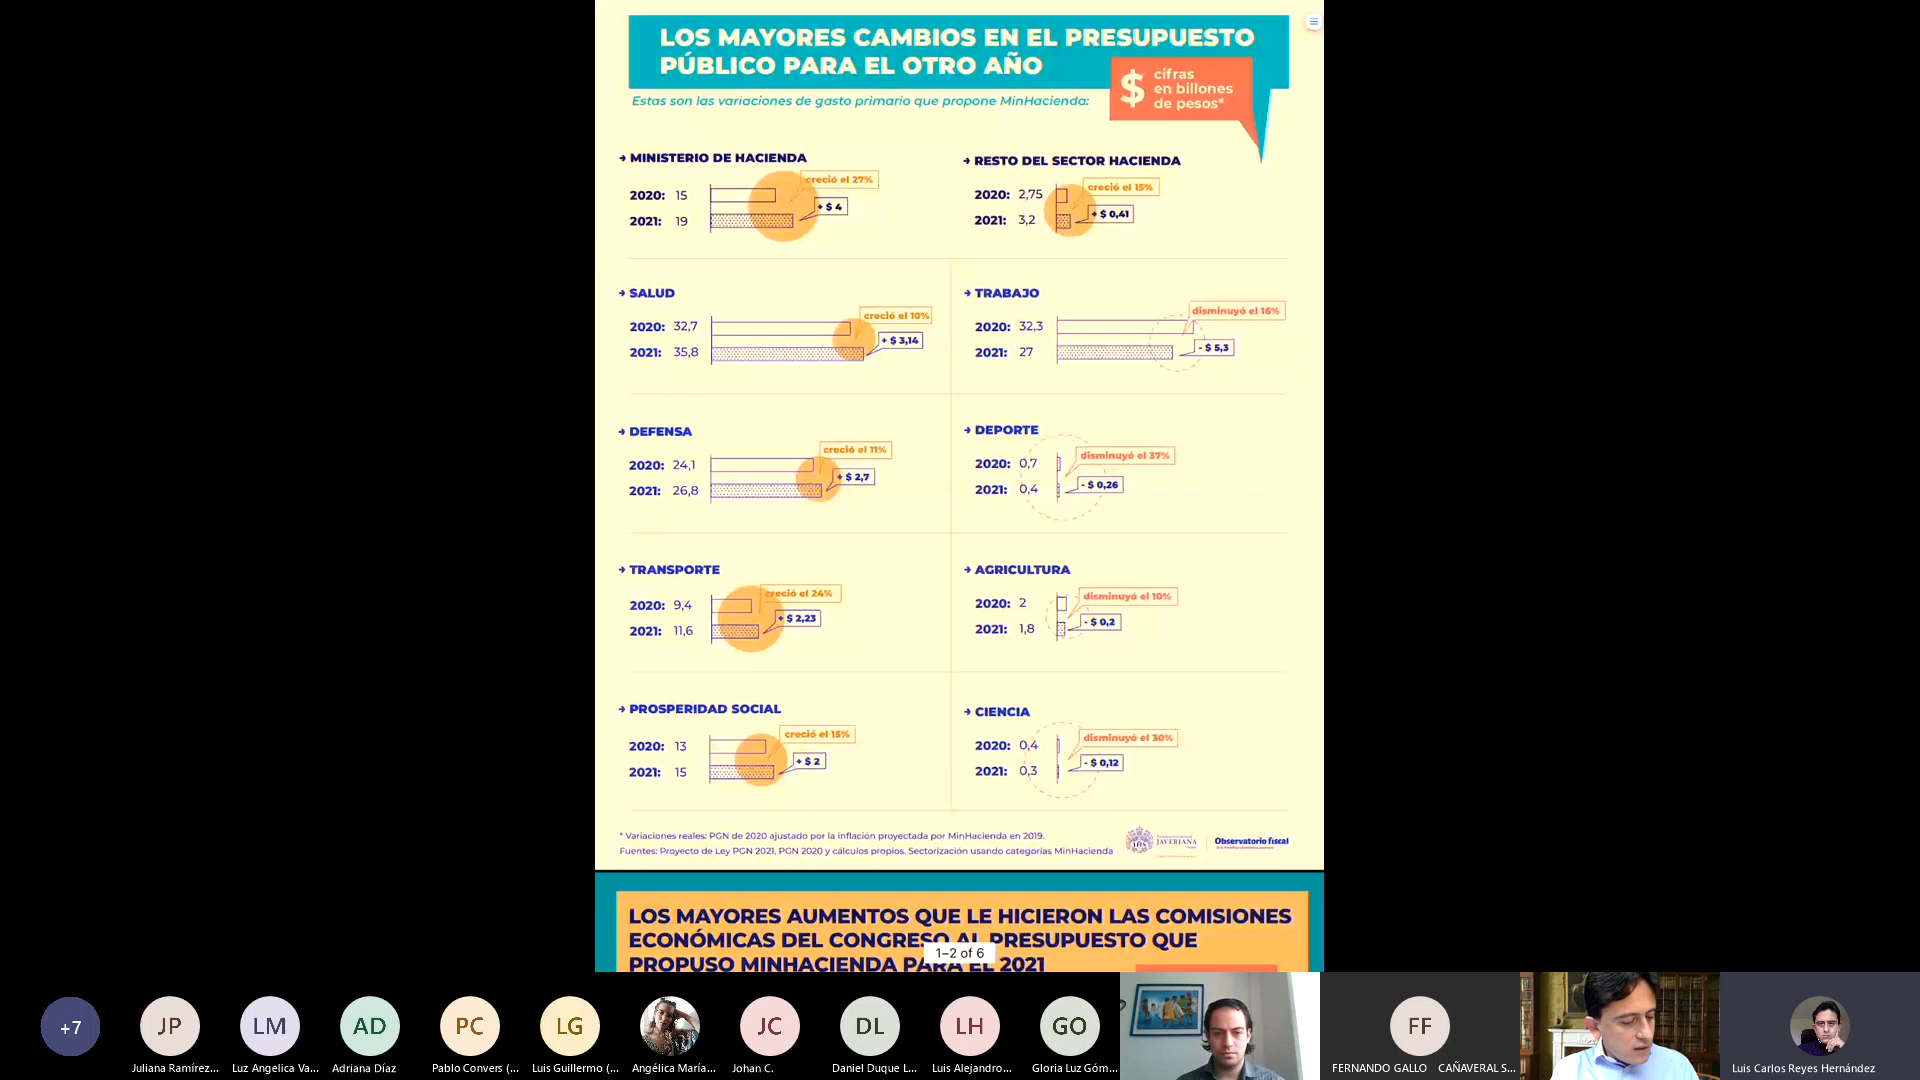 LOS MAYORES CAMBIOS EN EL PRESUPUESTO
PÚBLICO PARA EL OTRO AÑO
$ cifras
en billones
de pesos*
Estas son las variaciones de gasto primario que propone MinHacienda:
MINISTERIO DE HACIENDA
creció el 27%
2020: 15
+ $ 4
2021: 19
RESTO DEL SECTOR HACIENDA
creció el 15%
2020: 2,75
+ $ 0,41
2021: 3,2
SALUD
creció el 10%
2020: 32,7
+ $ 3,14
2021: 35,8
TRABAJO
disminuyó el 16%
2020: 32,3
- $ 5,3
2021: 27
DEFENSA
creció el 11%
2020: 24,1
+ $ 2,7
2021: 26,8
DEPORTE
disminuyó el 37%
2020: 0,7
- $ 0,26
2021: 0,4
TRANSPORTE
creció el 24%
2020: 9,4
+ $ 2,23
2021: 11,6
AGRICULTURA
disminuyó el 10%
2020: 2
- $ 0,2
2021: 1,8
PROSPERIDAD SOCIAL
creció el 15%
2020: 13
+ $ 2
2021: 15
CIENCIA
disminuyó el 30%
2020: 0,4
- $ 0,12
2021: 0,3
* Variaciones reales: PGN de 2020 ajustado por la inflación proyectada por MinHacienda en 2019.
Fuentes: Proyecto de Ley PGN 2021, PGN 2020 y cálculos propios. Sectorización usando categorías MinHacienda
JAVERIANA
Observatorio fiscal
LOS MAYORES AUMENTOS QUE LE HICIERON LAS COMISIONES
ECONÓMICAS DEL CONGRESO AL PRESUPUESTO QUE
PROPUSO MINHACIENDA PARA EL 2021
1–2 of 6
+7
JP
LM
AD
PC
LG
JC
DL
LH
GO
FF
Juliana Ramírez...
Luz Angelica Va...
Adriana Díaz
Pablo Convers (...
Luis Guillermo (...
Angélica María...
Johan C.
Daniel Duque L...
Luis Alejandro...
Gloria Luz Góm...
FERNANDO GALLO CAÑAVERAL S...
Luis Carlos Reyes Hernández